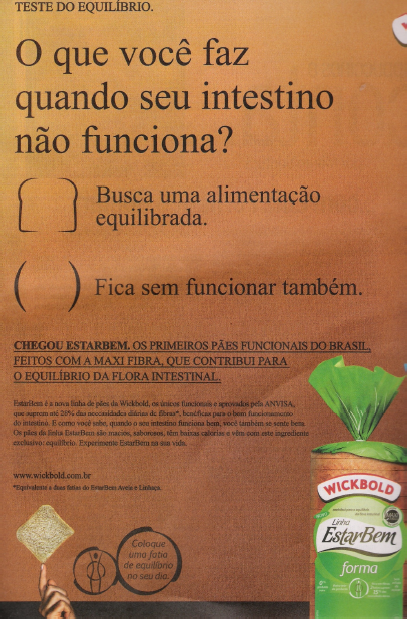 TESTE DO EQUILÍBRIO.
O que você faz
quando seu intestino
não funciona?
Busca uma alimentação
equilibrada.
( ) Fica sem funcionar também.
CHEGOU ESTARBEM. OS PRIMEIROS PÃES FUNCIONAIS DO BRASIL,
FEITOS COM A MAXI FIBRA, QUE CONTRIBUI PARA
O EQUILÍBRIO DA FLORA INTESTINAL.
EstarBem é a nova linha de pães da Wickbold, os únicos funcionais e aprovados pela ANVISA,
que suprem até 20% das necessidades diárias de fibras*, benéficas para o bom funcionamento
do intestino. E como você sabe, quando o seu intestino funciona bem, você também se sente bem.
Os pães da linha EstarBem são macios, saborosos, têm baixas calorias e vêm com este ingrediente
exclusivo: equilíbrio. Experimente EstarBem na sua vida.
www.wickbold.com.br
*Equivalente a duas fatias do EstarBem Aveia e Linhaça.
Coloque
uma fatia
de equilíbrio
no seu dia.
WICKBOLD
Linha
EstarBem
forma